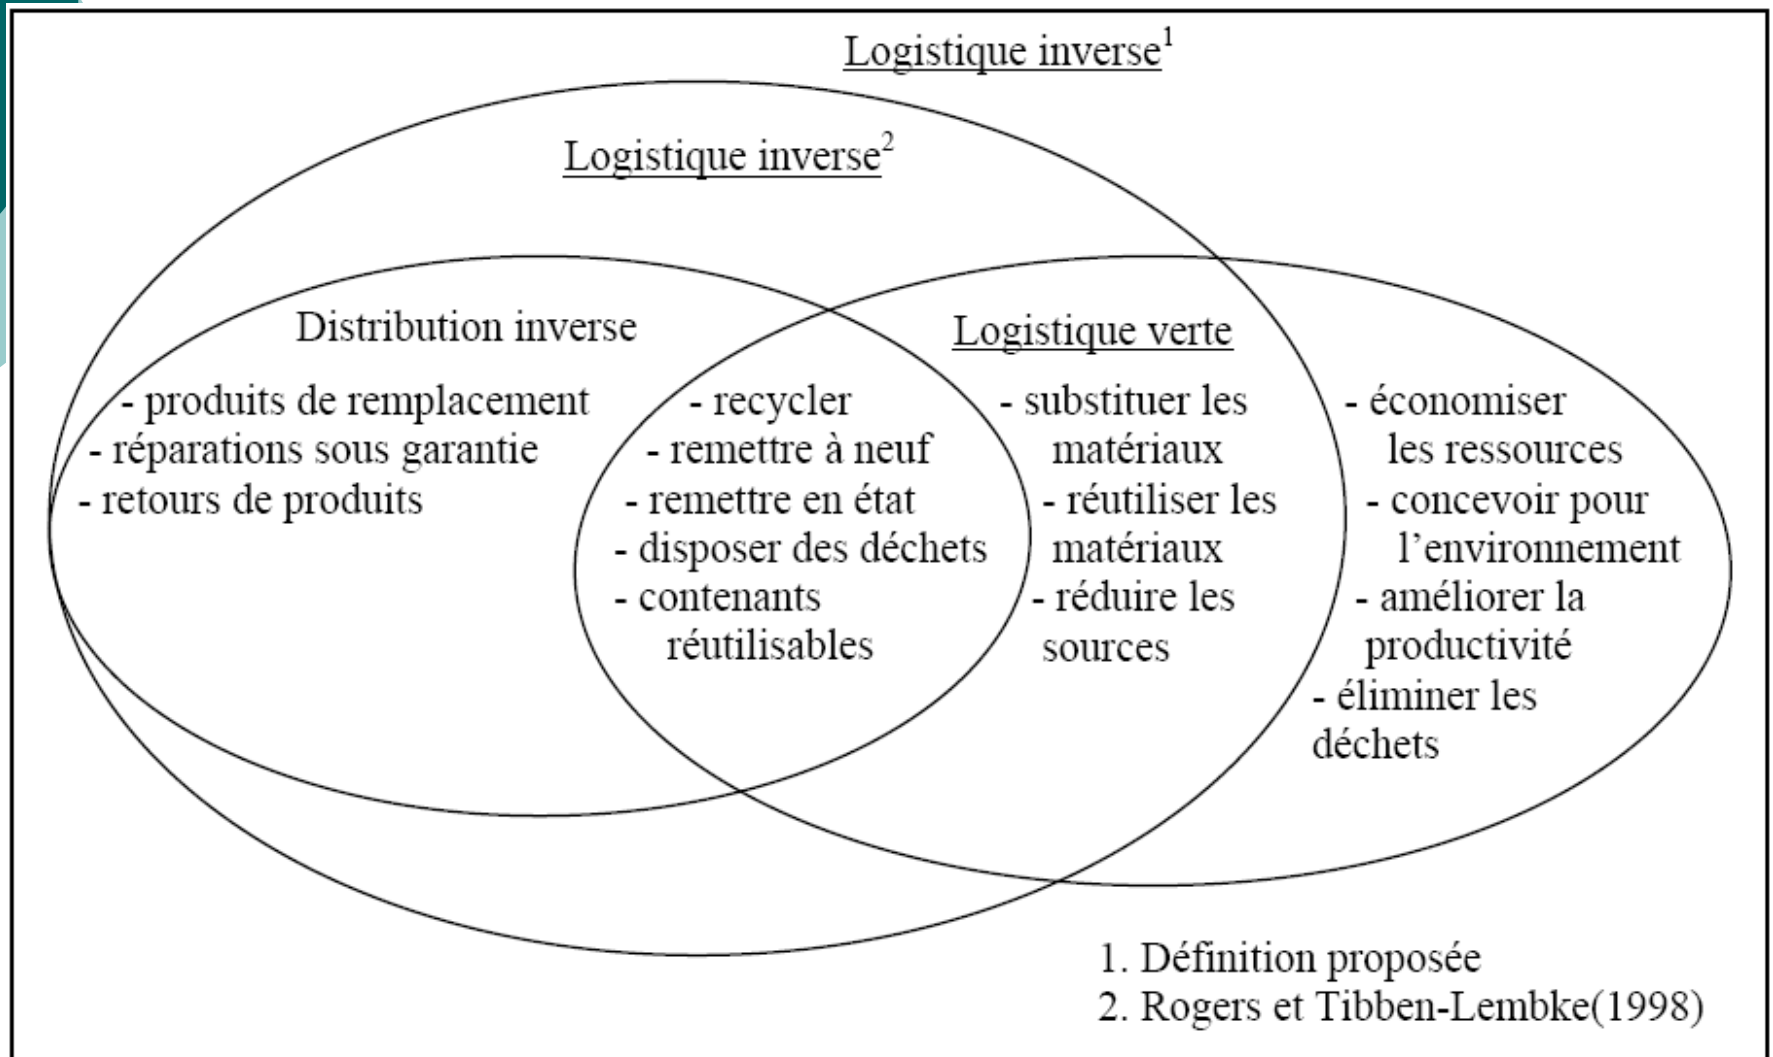 Logistique inverse¹
Logistique inverse²
Distribution inverse
- produits de remplacement
- réparations sous garantie
- retours de produits
- recycler
- remettre à neuf
- remettre en état
- disposer des déchets
- contenants
réutilisables
Logistique verte
- substituer les
matériaux
- réutiliser les
matériaux
- réduire les
sources
- économiser
les ressources
- concevoir pour
l’environnement
- améliorer la
productivité
- éliminer les
déchets
1. Définition proposée
2. Rogers et Tibben-Lembke(1998)